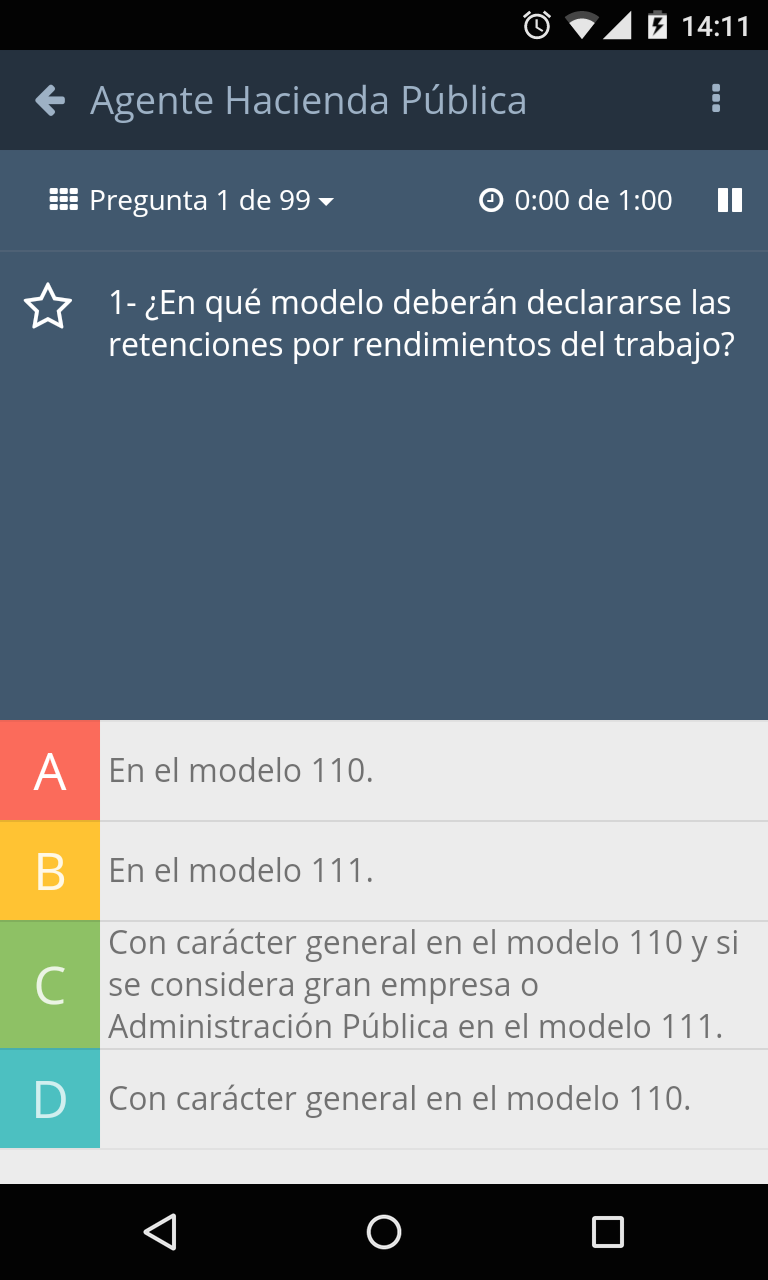 14:11
Agente Hacienda Pública
Pregunta 1 de 99
0:00 de 1:00
1- ¿En qué modelo deberán declararse las
retenciones por rendimientos del trabajo?
A
En el modelo 110.
B
En el modelo 111.
C
Con carácter general en el modelo 110 y si
se considera gran empresa o
Administración Pública en el modelo 111.
D
Con carácter general en el modelo 110.